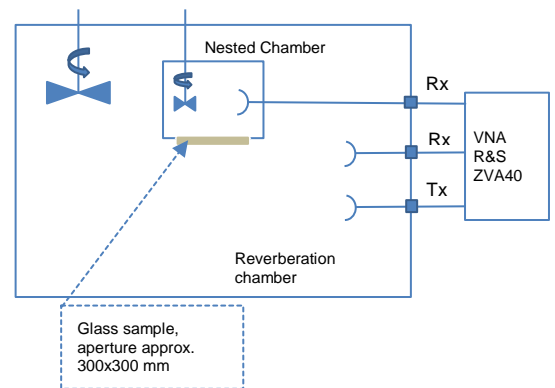 Nested Chamber
Rx
Rx
Tx
VNA
R&S
ZVA40
Reverberation
chamber
Glass sample,
aperture approx.
300x300 mm